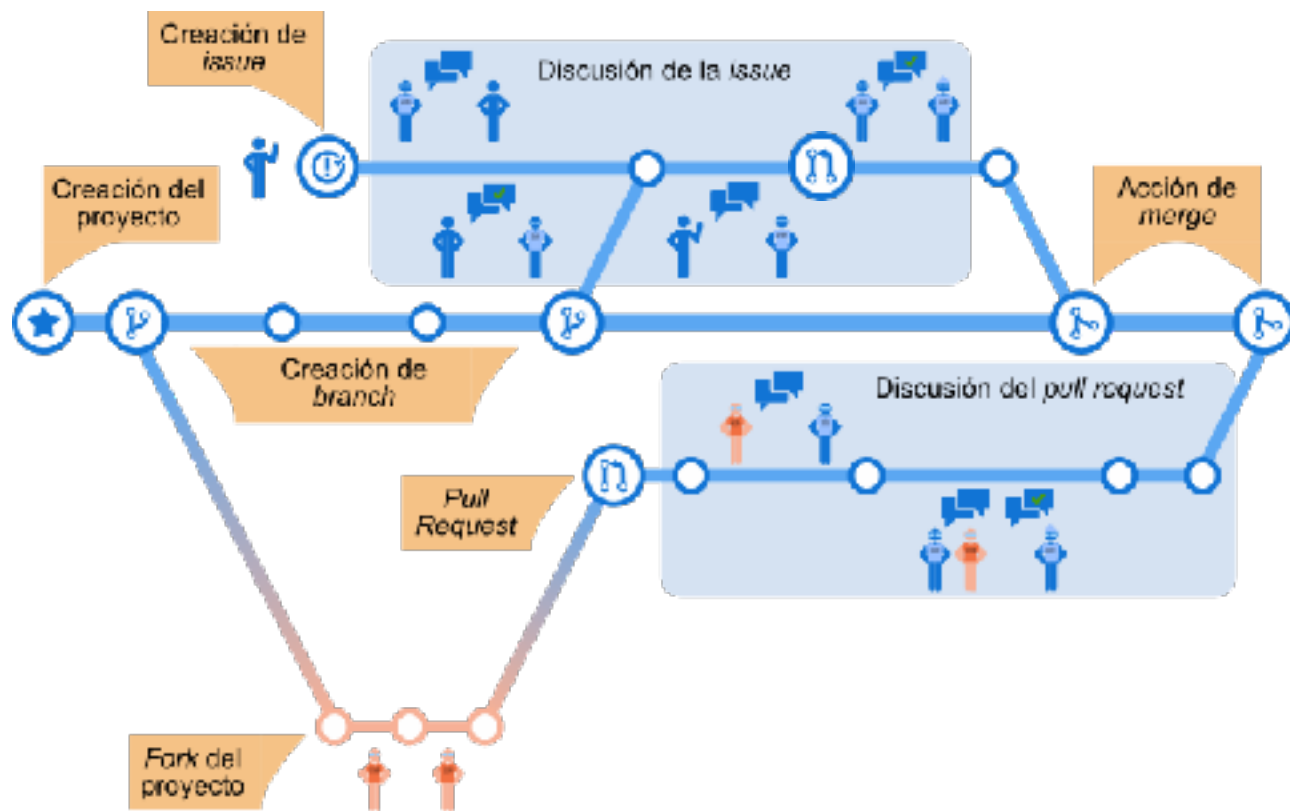 Creación de
issue
Discusión de la issue
Creación del
proyecto
Acción de
merge
Creación de
branch
Discusión del pull request
Pull
Request
Fork del
proyecto